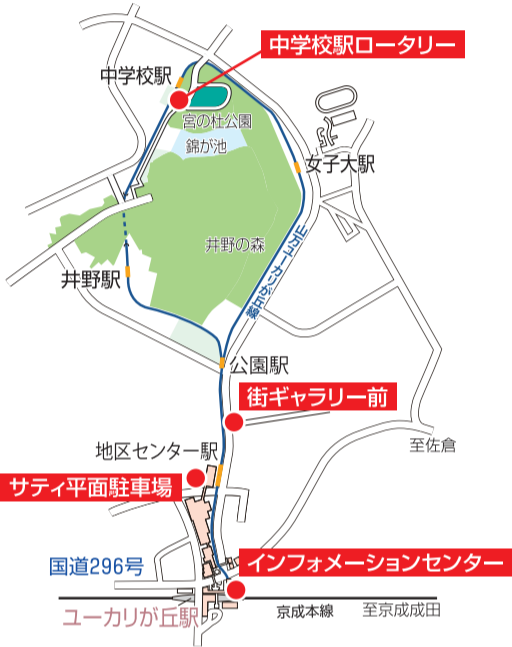 中学校駅ロータリー
中学校駅
宮の杜公園
錦が池
女子大駅
井野の森
山万ユーカリが丘線
井野駅
公園駅
街ギャラリー前
至佐倉
地区センター駅
サティ平面駐車場
国道296号
インフォメーションセンター
ユーカリが丘駅
京成本線
至京成成田